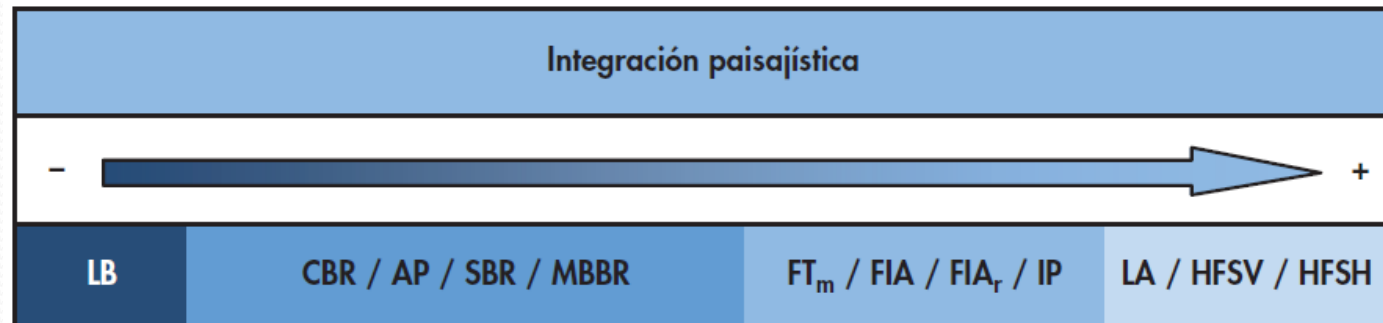 Integración paisajística
- +
LB CBR / AP / SBR / MBBR FTm / FIA / FIAr / IP LA / HFSV / HFSH